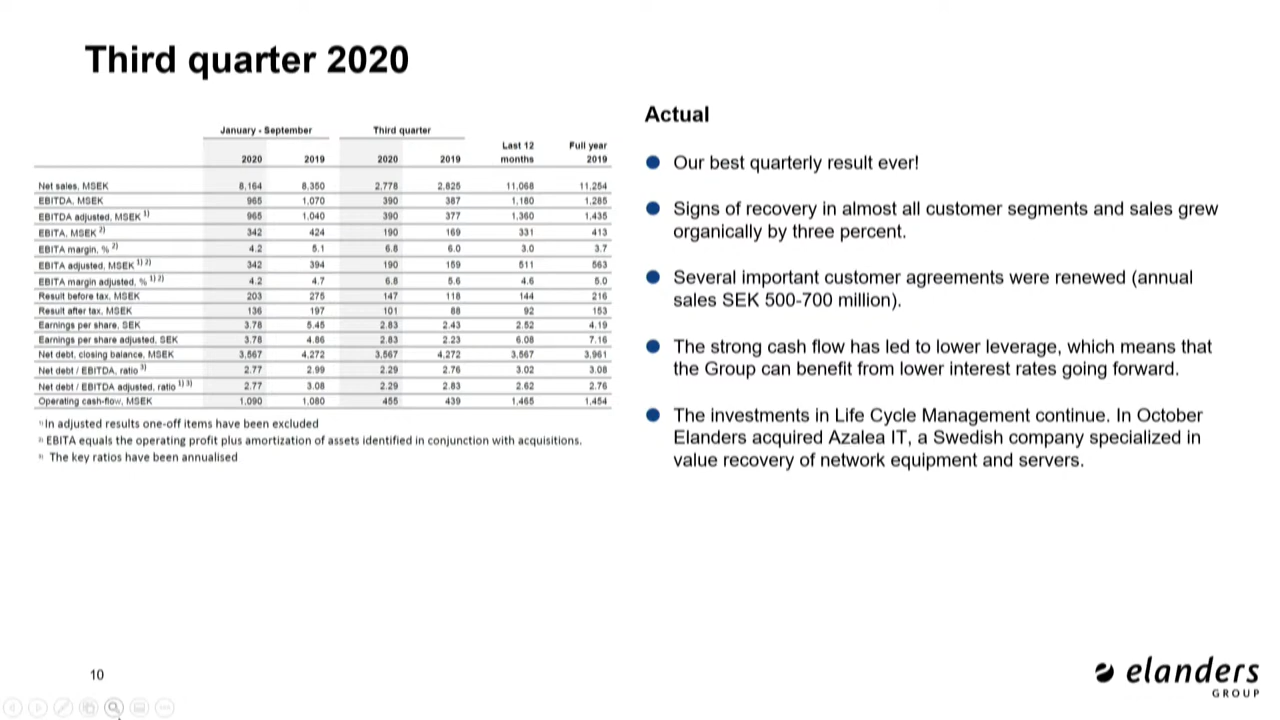 Third quarter 2020
January - September Third quarter
Last 12 Full year
2020 2019 2020 2019 months 2019
Net sales, MSEK 8,164 8,350 2,778 2,825 11,068 11,254
EBITDA, MSEK 965 1,070 390 387 1,180 1,285
EBITDA adjusted, MSEK 1) 965 1,040 390 377 1,360 1,435
EBITA, MSEK 2) 342 424 190 169 331 413
EBITA margin, % 2) 4.2 5.1 6.8 6.0 3.0 3.7
EBITA adjusted, MSEK 1) 2) 342 394 190 159 511 563
EBITA margin adjusted, % 1) 2) 4.2 4.7 6.8 5.6 4.6 5.0
Result before tax, MSEK 203 275 147 118 144 216
Result after tax, MSEK 136 197 101 88 92 153
Earnings per share, SEK 3.78 5.45 2.83 2.43 2.52 4.19
Earnings per share adjusted, SEK 3.78 4.86 2.83 2.23 6.08 7.16
Net debt, closing balance, MSEK 3,567 4,272 3,567 4,272 3,567 3,961
Net debt / EBITDA, ratio 3) 2.77 2.99 2.29 2.76 3.02 3.08
Net debt / EBITDA adjusted, ratio 1) 3) 2.77 3.08 2.29 2.83 2.62 2.76
Operating cash-flow, MSEK 1,090 1,080 455 439 1,465 1,454
1) In adjusted results one-off items have been excluded
2) EBITA equals the operating profit plus amortization of assets identified in conjunction with acquisitions.
3) The key ratios have been annualised
Actual
Our best quarterly result ever!
Signs of recovery in almost all customer segments and sales grew
organically by three percent.
Several important customer agreements were renewed (annual
sales SEK 500-700 million).
The strong cash flow has led to lower leverage, which means that
the Group can benefit from lower interest rates going forward.
The investments in Life Cycle Management continue. In October
Elanders acquired Azalea IT, a Swedish company specialized in
value recovery of network equipment and servers.
10
elanders
GROUP